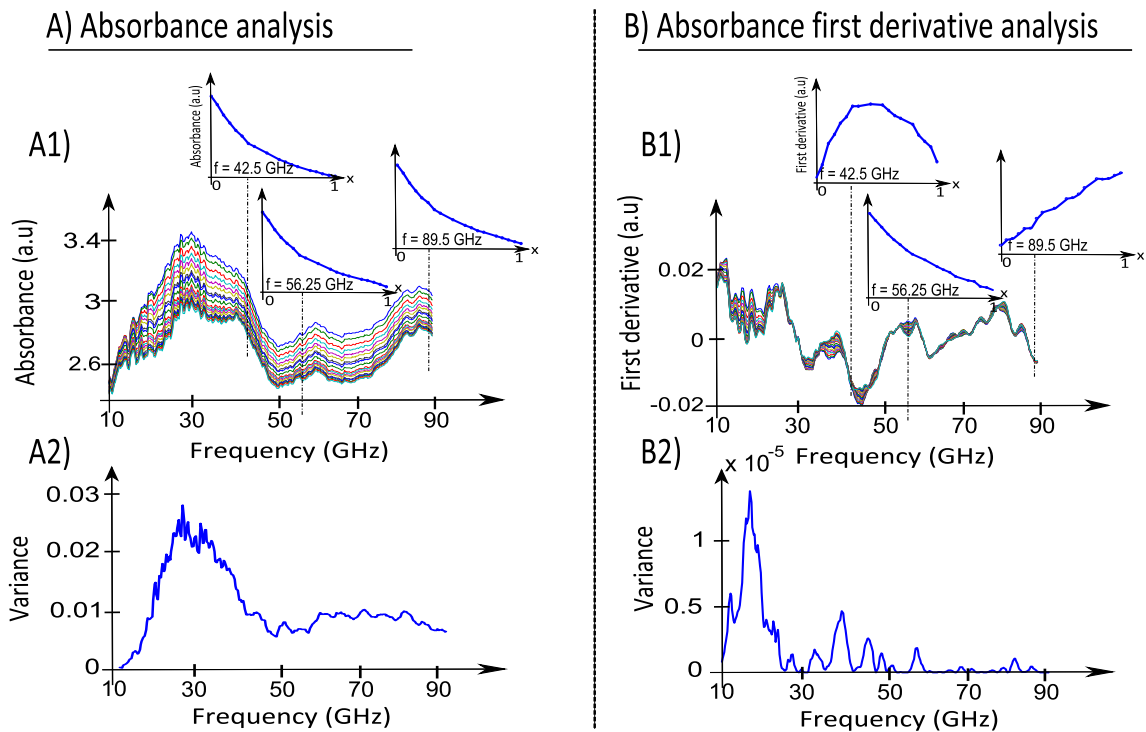 A) Absorbance analysis
A1)
Absorbance (a.u)
f = 42.5 GHz
0
1
x
f = 56.25 GHz
0
1
x
f = 89.5 GHz
0
1
x
Absorbance (a.u)
3.4
3
2.6
10
30
50
70
90
Frequency (GHz)
A2)
Variance
0.03
0.02
0.01
0
10
30
50
70
90
Frequency (GHz)
B) Absorbance first derivative analysis
B1)
First derivative (a.u)
f = 42.5 GHz
0
1
x
f =56.25 GHz
0
1
x
f = 89.5 GHz
0
1
x
First derivative (a.u)
0.02
0
-0.02
10
30
50
70
90
Frequency (GHz)
B2)
x 10-5
Variance
1
0.5
0
10
30
50
70
90
Frequency (GHz)